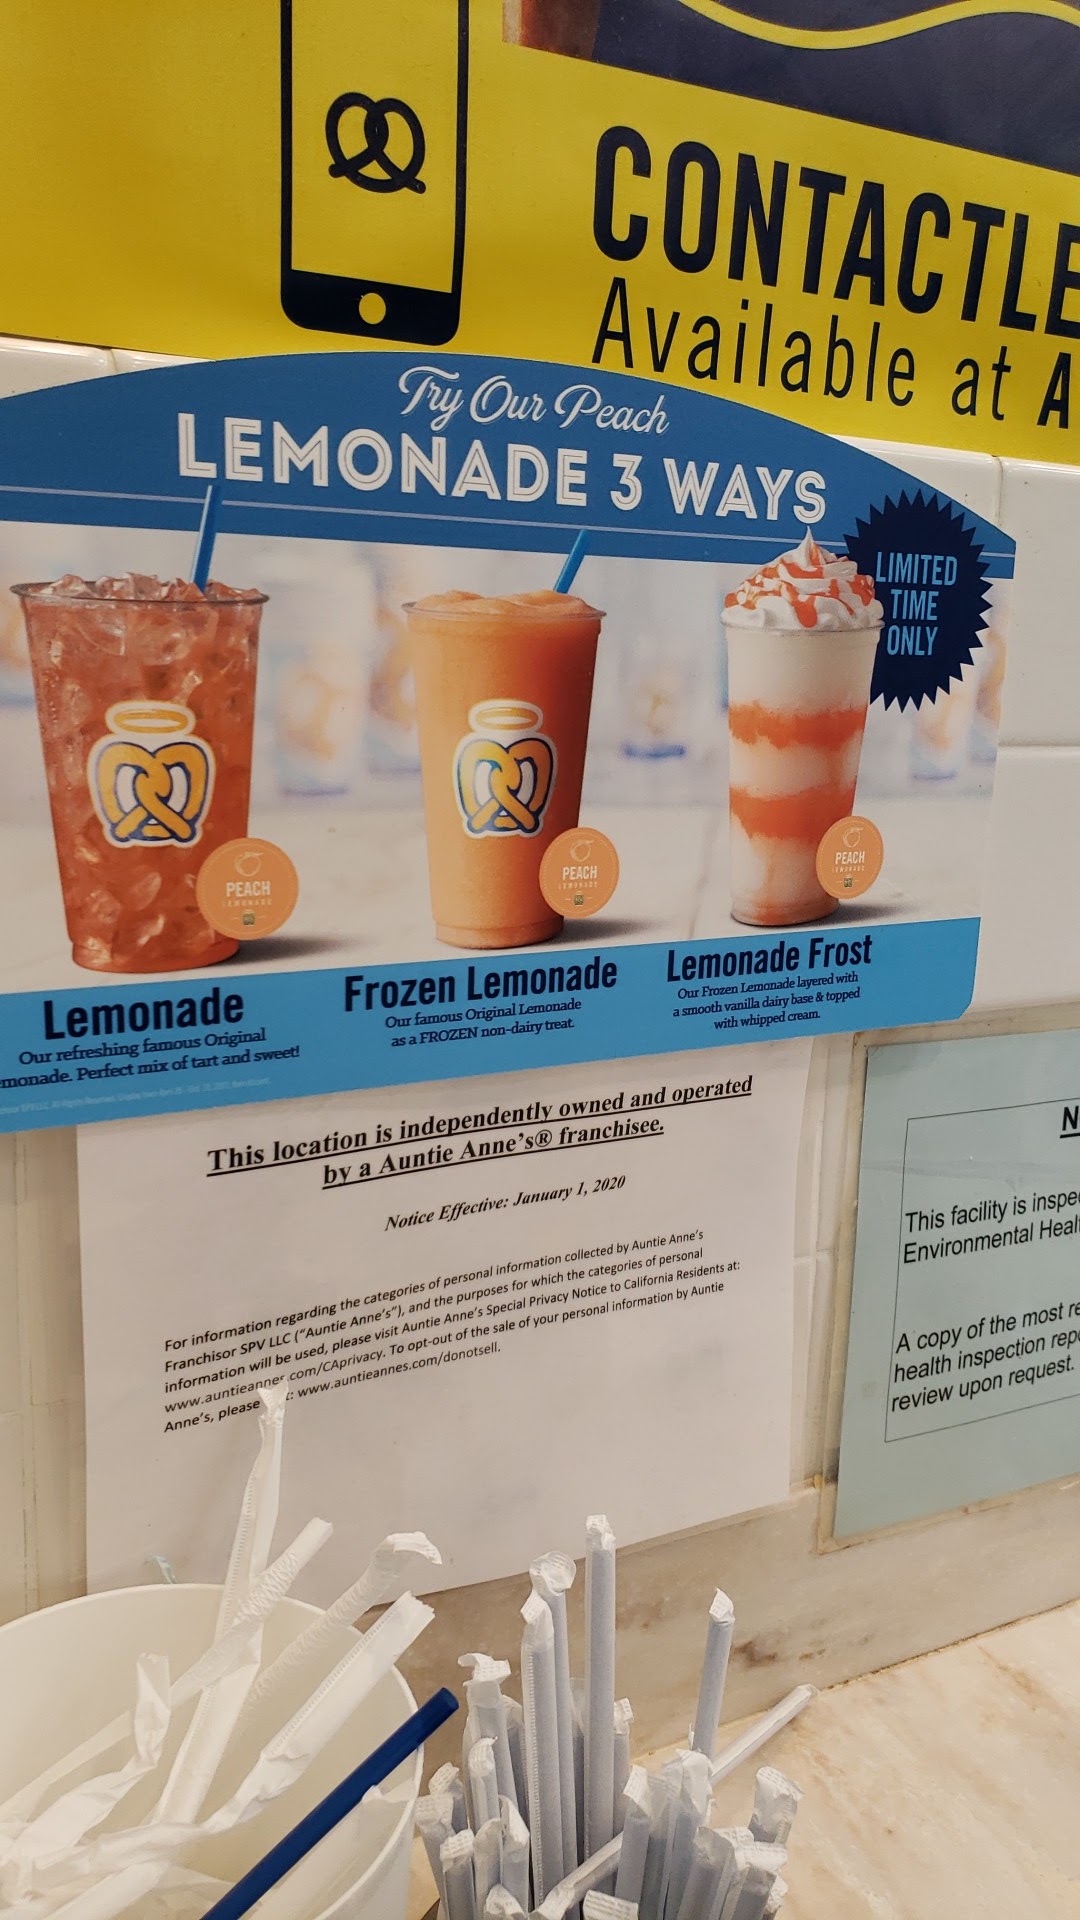 CONTACTLE
Available at A
Try Our Peach
LEMONADE 3 WAYS
LIMITED
TIME
ONLY
PEACH
LEMONADE
PEACH
LEMONADE
PEACH
LEMONADE
Lemonade
Our refreshing famous Original
monade. Perfect mix of tart and sweet!
Frozen Lemonade
Our famous Original Lemonade
as a FROZEN non-dairy treat.
Lemonade Frost
Our Frozen Lemonade layered with
a smooth vanilla dairy base & topped
with whipped cream.
This location is independently owned and operated
by a Auntie Anne's® franchisee.
Notice Effective: January 1, 2020
For information regarding the categories of personal information collected by Auntie Anne's
Franchisor SPV LLC ("Auntie Anne's"), and the purposes for which the categories of personal
information will be used, please visit Auntie Anne's Special Privacy Notice to California Residents at:
www.auntieannes.com/CAprivacy. To opt-out of the sale of your personal information by Auntie
Anne's, please : www.auntieannes.com/donotsell.
N
This facility is inspe
Environmental Heal
A copy of the most re
health inspection rep
review upon request.